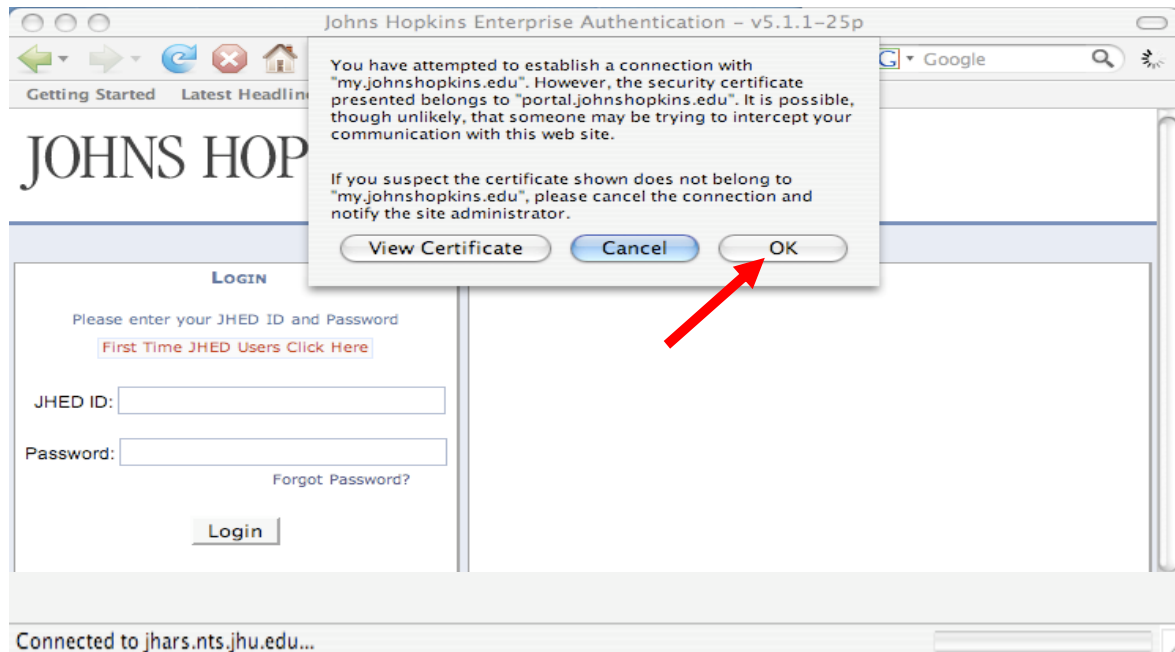 Johns Hopkins Enterprise Authentication – v5.1.1–25p
G Google
Getting Started Latest Headlin
You have attempted to establish a connection with
"my.johnshopkins.edu". However, the security certificate
presented belongs to "portal.johnshopkins.edu". It is possible,
though unlikely, that someone may be trying to intercept your
communication with this web site.
If you suspect the certificate shown does not belong to
"my.johnshopkins.edu", please cancel the connection and
notify the site administrator.
View Certificate Cancel OK
JOHNS HOP
LOGIN
Please enter your JHED ID and Password
First Time JHED Users Click Here
JHED ID:
Password:
Forgot Password?
Login
Connected to jhars.nts.jhu.edu...